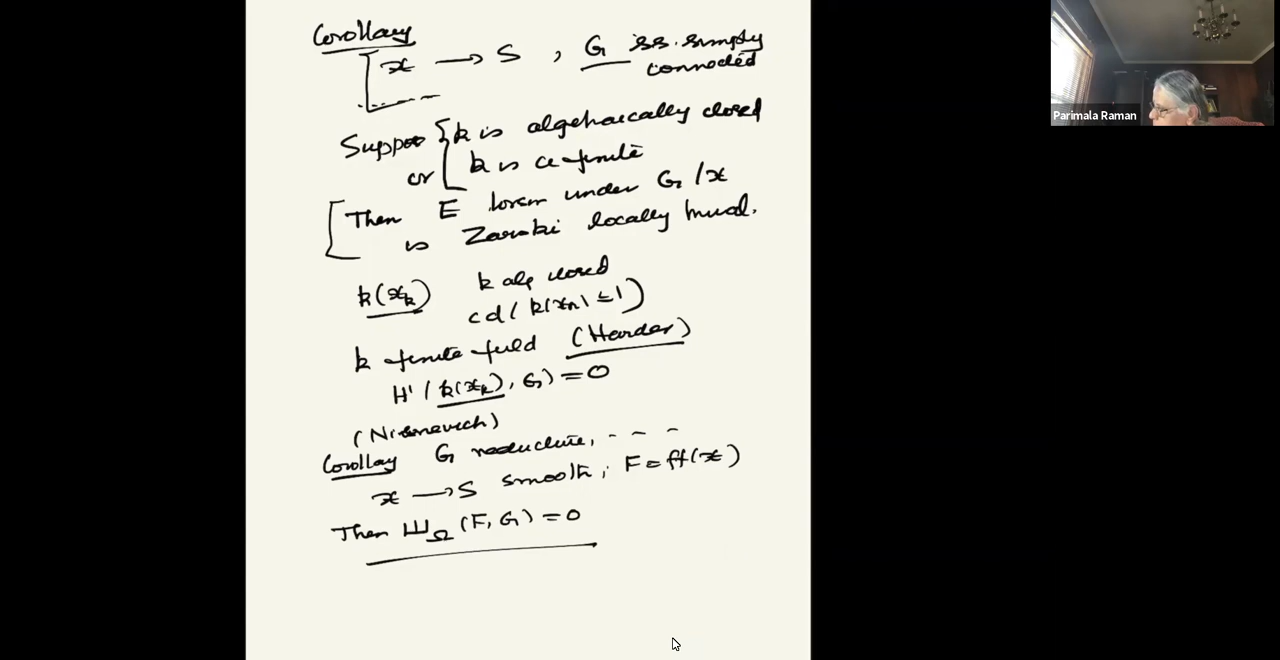 Corollary
𝒳 ⟶ S , G is ss. simply
connected
Suppose { k is algebraically closed
or k is a finite
Then E torsor under G /𝒳
is Zariski locally trivial.
k(𝒳_k) k alg closed
cd( k(𝒳_k) ≤ 1 )
k finite field (Harder)
H¹ ( k(𝒳_k), G) = 0
(Nisnevich)
Corollary G reductive, - - -
𝒳 ⟶ S smooth, F = ff(𝒳)
Then Ш_Ω (F, G) = 0
Parimala Raman